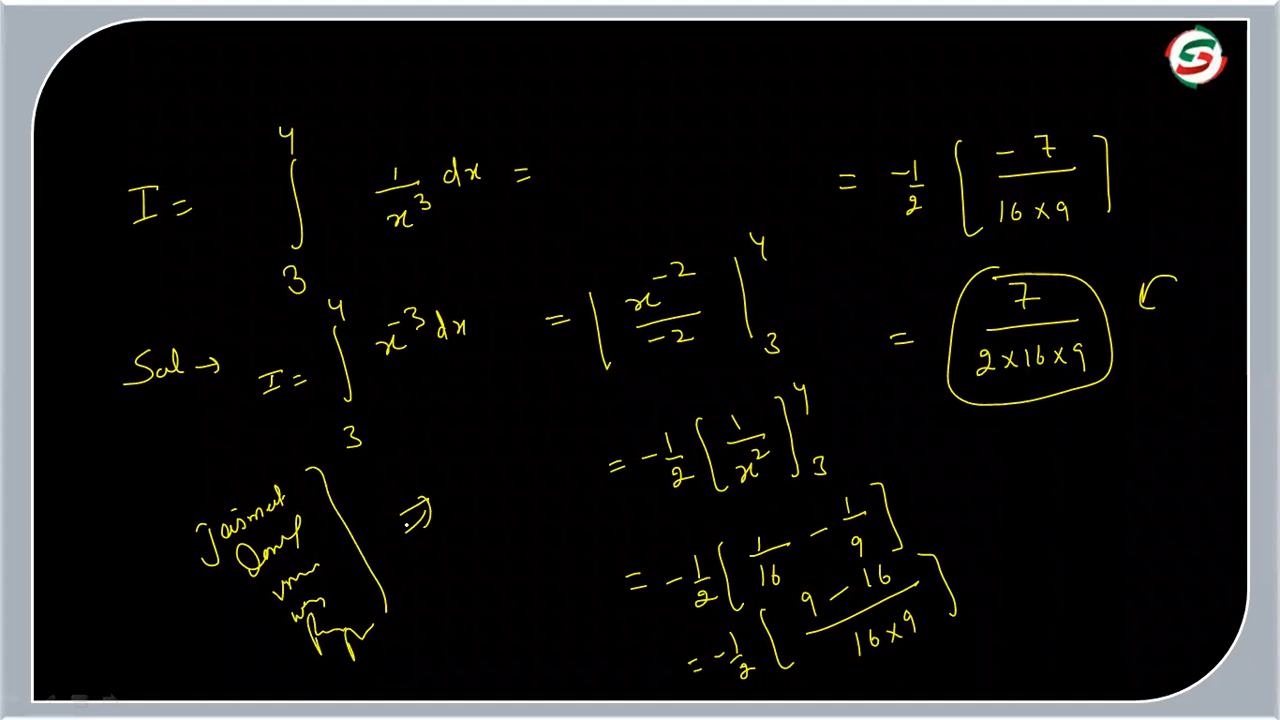 I = ∫₃⁴ 1/x³ dx =
Sol → I = ∫₃⁴ x⁻³ dx
= [x⁻²/-2]₃⁴
= -1/2 [1/x²]₃⁴
= -1/2 [1/16 - 1/9]
= -1/2 [(9 - 16)/(16×9)]
= -1/2 [-7/(16×9)]
= 7/(2×16×9)
⇒